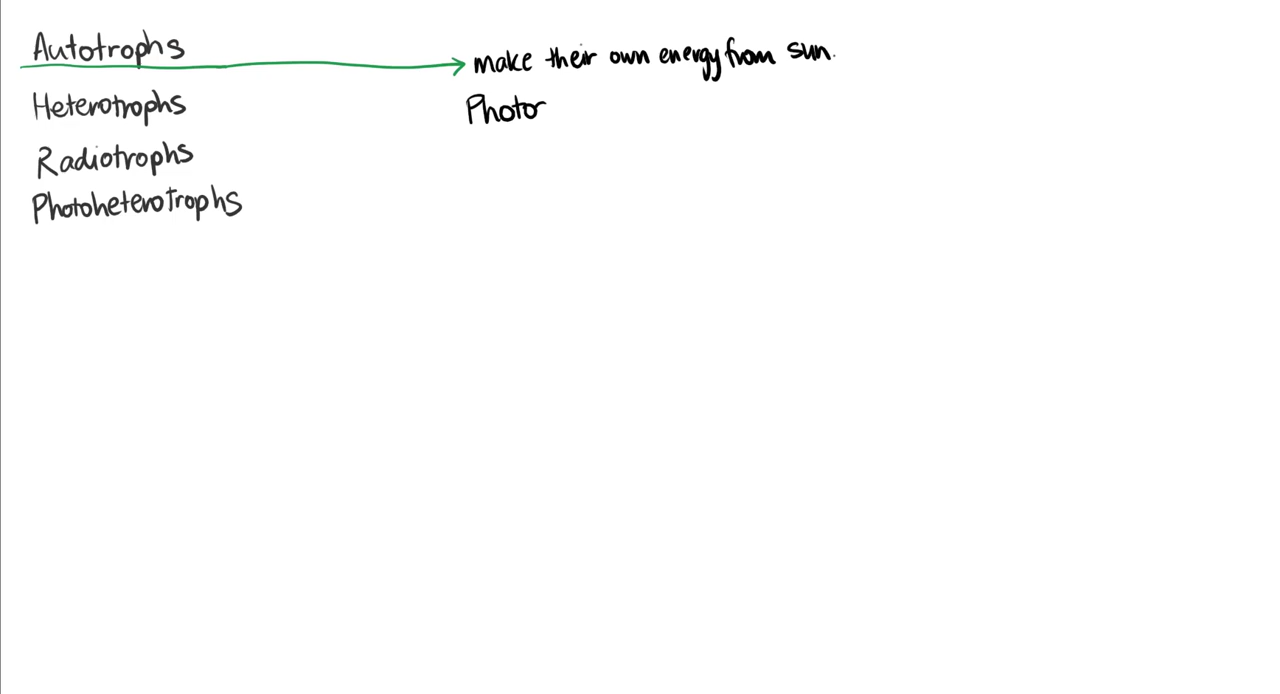 Autotrophs
make their own energy from sun.
Heterotrophs
Photor
Radiotrophs
Photoheterotrophs